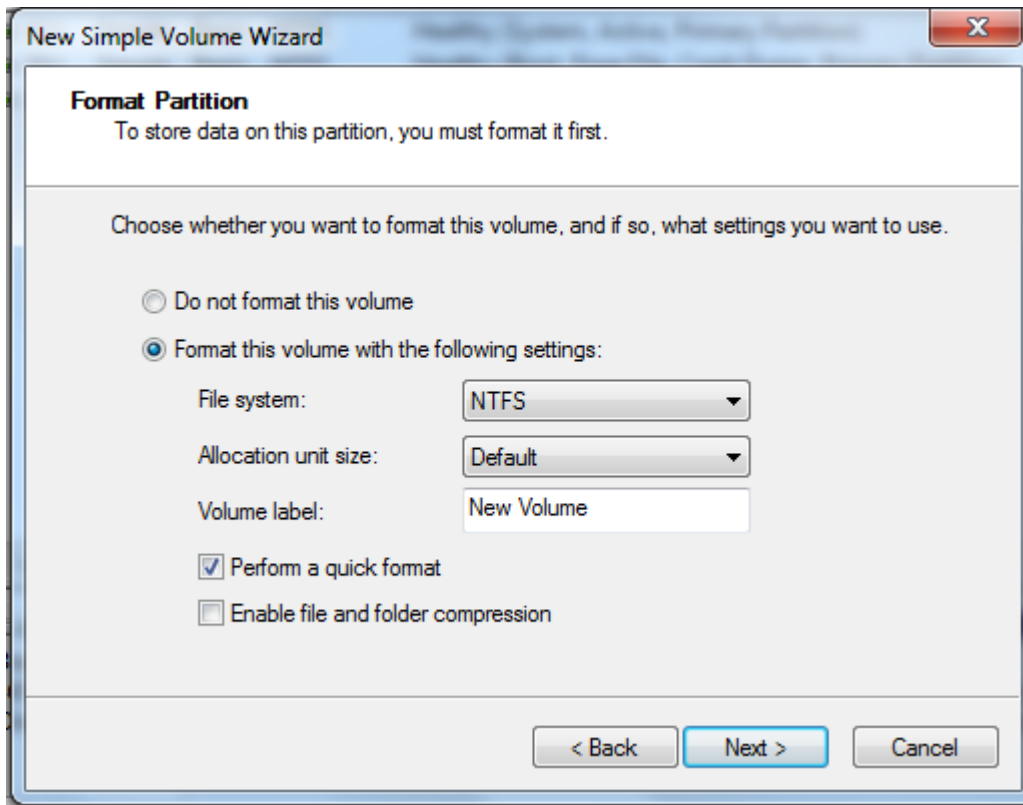 New Simple Volume Wizard
Format Partition
To store data on this partition, you must format it first.
Choose whether you want to format this volume, and if so, what settings you want to use.
Do not format this volume
Format this volume with the following settings:
File system: NTFS
Allocation unit size: Default
Volume label: New Volume
Perform a quick format
Enable file and folder compression
< Back Next > Cancel